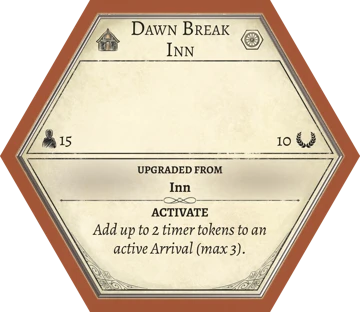 Dawn Break
Inn
15 10
UPGRADED FROM
Inn
ACTIVATE
Add up to 2 timer tokens to an
active Arrival (max 3).